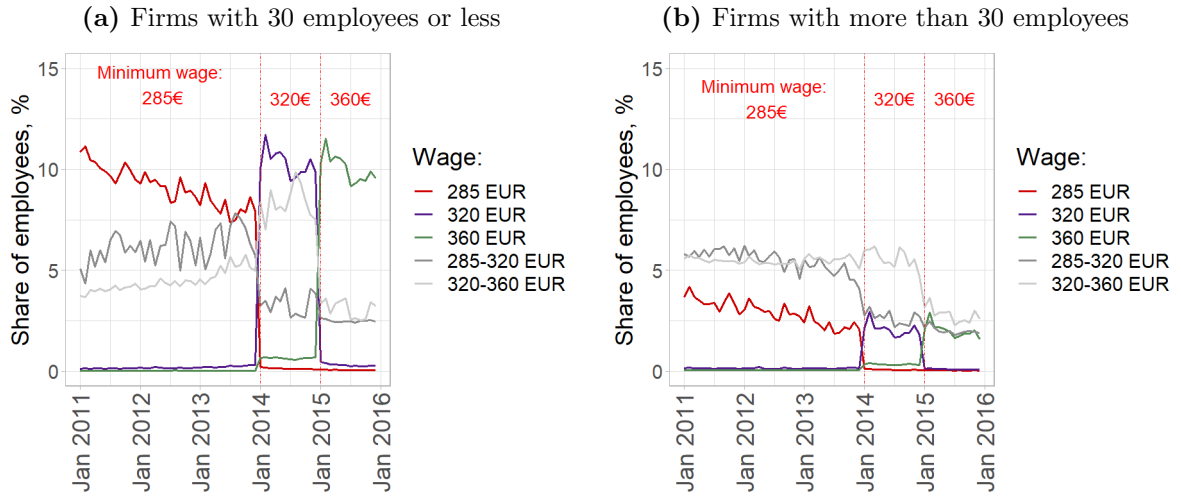 (a) Firms with 30 employees or less
15
10
5
0
Share of employees, %
Minimum wage:
285€
320€
360€
Jan 2011
Jan 2012
Jan 2013
Jan 2014
Jan 2015
Jan 2016
Wage:
285 EUR
320 EUR
360 EUR
285-320 EUR
320-360 EUR
(b) Firms with more than 30 employees
15
10
5
0
Share of employees, %
Minimum wage:
285€
320€
360€
Jan 2011
Jan 2012
Jan 2013
Jan 2014
Jan 2015
Jan 2016
Wage:
285 EUR
320 EUR
360 EUR
285-320 EUR
320-360 EUR